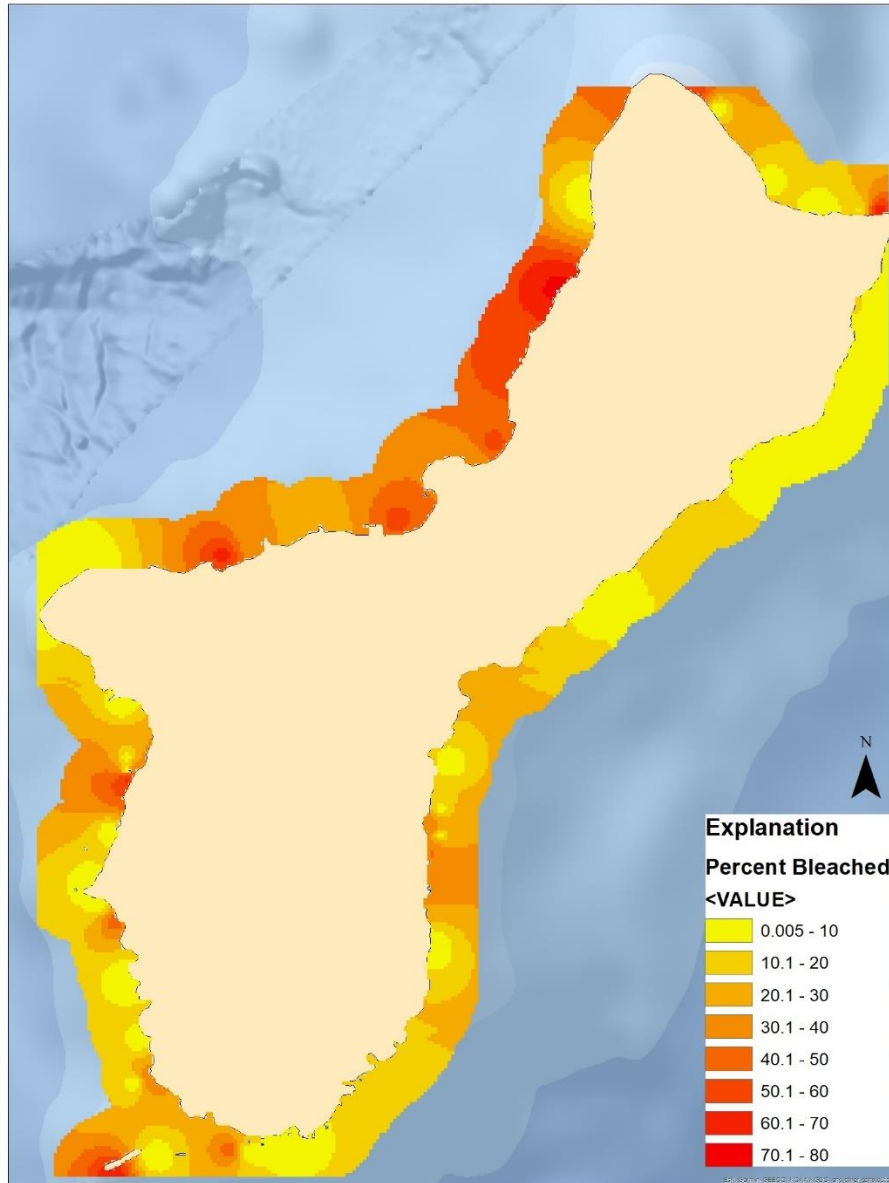 N
Explanation
Percent Bleached
<VALUE>
0.005 - 10
10.1 - 20
20.1 - 30
30.1 - 40
40.1 - 50
50.1 - 60
60.1 - 70
70.1 - 80